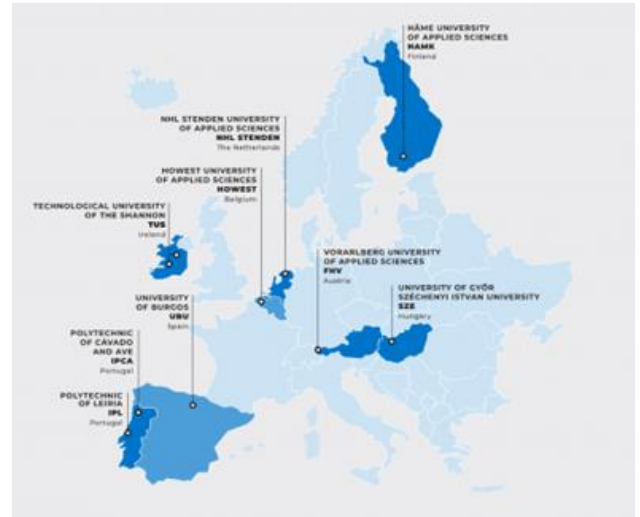 HÄME UNIVERSITY
OF APPLIED SCIENCES
HAMK
Finland
NHL STENDEN UNIVERSITY
OF APPLIED SCIENCES
NHL STENDEN
The Netherlands
HOWEST UNIVERSITY
OF APPLIED SCIENCES
HOWEST
Belgium
TECHNOLOGICAL UNIVERSITY
OF THE SHANNON
TUS
Ireland
VORARLBERG UNIVERSITY
OF APPLIED SCIENCES
FHV
Austria
UNIVERSITY OF GYŐR
SZÉCHENYI ISTVAN UNIVERSITY
SZE
Hungary
UNIVERSITY
OF BURGOS
UBU
Spain
POLYTECHNIC
OF CÁVADO
AND AVE
IPCA
Portugal
POLYTECHNIC
OF LEIRIA
IPL
Portugal